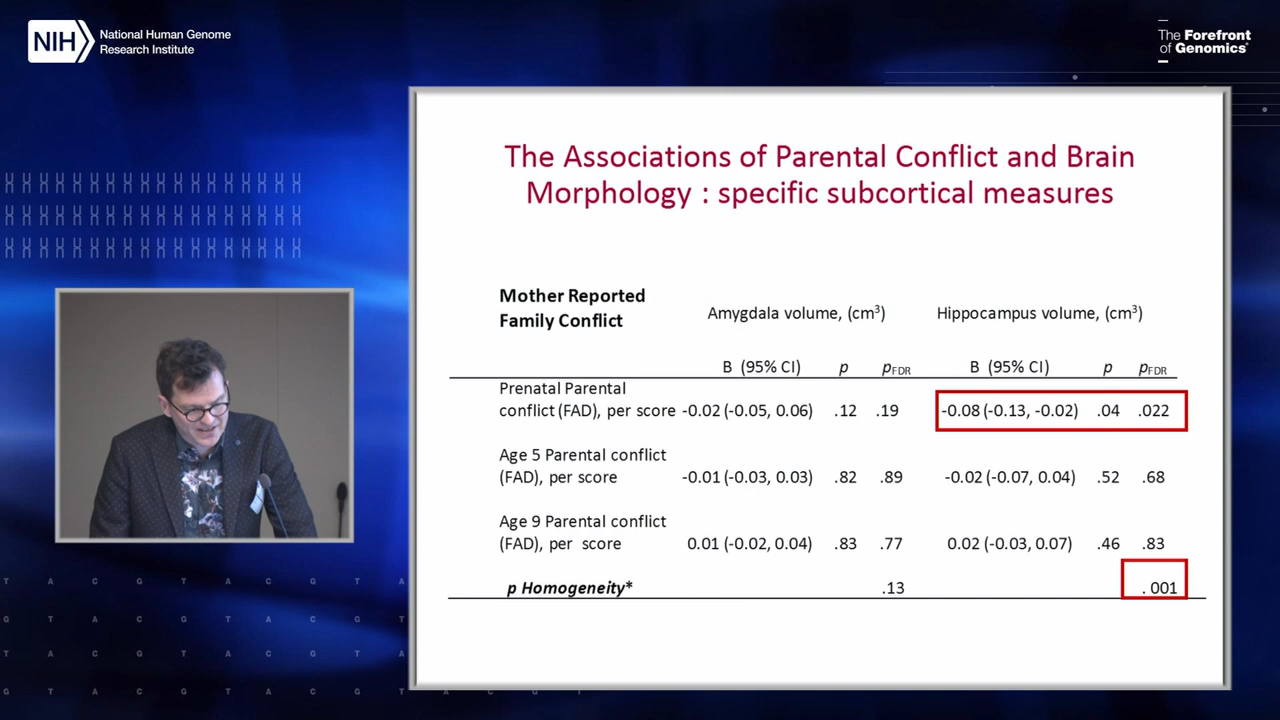 NIH
National Human Genome
Research Institute
The Forefront
of Genomics®
The Associations of Parental Conflict and Brain
Morphology : specific subcortical measures
Mother Reported
Family Conflict
Amygdala volume, (cm³)
Hippocampus volume, (cm³)
B (95% CI) p pFDR B (95% CI) p pFDR
Prenatal Parental
conflict (FAD), per score -0.02 (-0.05, 0.06) .12 .19 -0.08 (-0.13, -0.02) .04 .022
Age 5 Parental conflict
(FAD), per score -0.01 (-0.03, 0.03) .82 .89 -0.02 (-0.07, 0.04) .52 .68
Age 9 Parental conflict
(FAD), per score 0.01 (-0.02, 0.04) .83 .77 0.02 (-0.03, 0.07) .46 .83
p Homogeneity* .13 . 001
T A C G T A C G T A
G T A C G T A C G T A
T A C G T A C G T A
G T A C G T A C G T A C G T